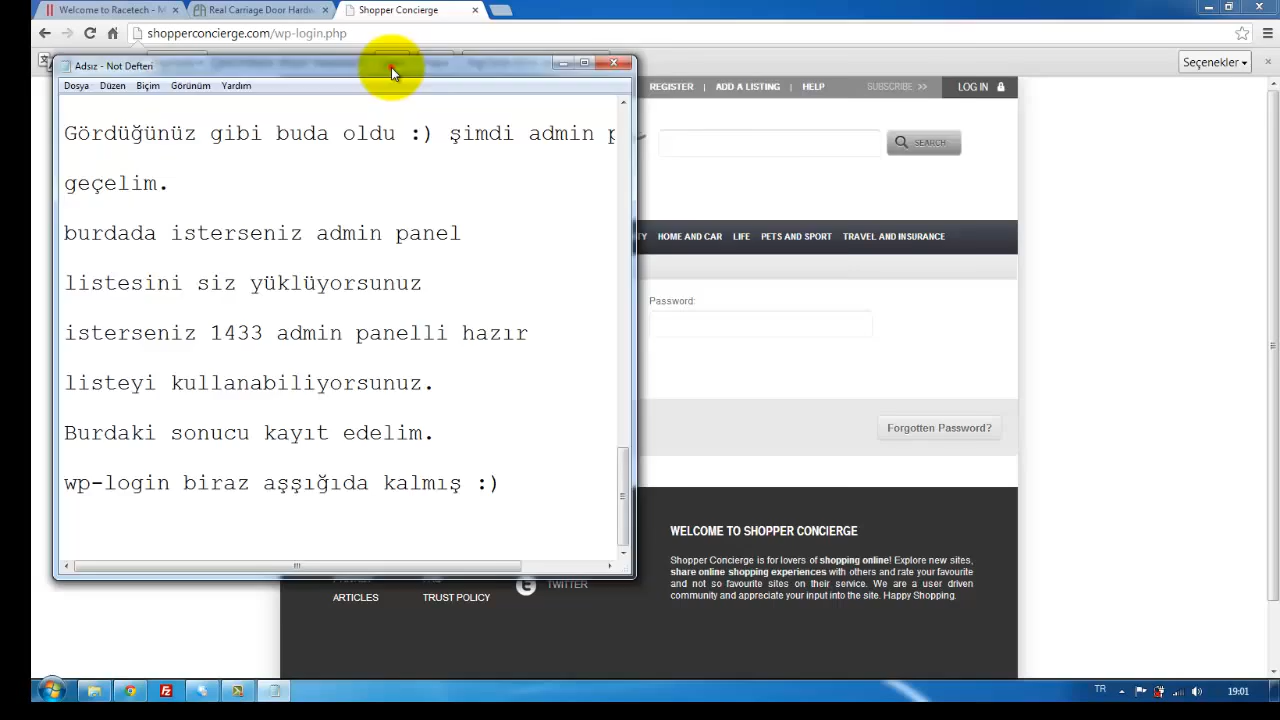 Welcome to Racetech - M
Real Carriage Door Hardw
Shopper Concierge
shopperconcierge.com/wp-login.php
Seçenekler
Adsız - Not Defteri
Dosya Düzen Biçim Görünüm Yardım
Gördüğünüz gibi buda oldu :) şimdi admin p
geçelim.
burdada isterseniz admin panel
listesini siz yüklüyorsunuz
isterseniz 1433 admin panelli hazır
listeyi kullanabiliyorsunuz.
Burdaki sonucu kayıt edelim.
wp-login biraz aşşığıda kalmış :)
REGISTER | ADD A LISTING | HELP SUBSCRIBE >> LOG IN
SEARCH
TY HOME AND CAR LIFE PETS AND SPORT TRAVEL AND INSURANCE
Password:
Forgotten Password?
WELCOME TO SHOPPER CONCIERGE
Shopper Concierge is for lovers of shopping online! Explore new sites,
share online shopping experiences with others and rate your favourite
and not so favourite sites on their service. We are a user driven
community and appreciate your input into the site. Happy Shopping.
TWITTER
ARTICLES TRUST POLICY
TR 19:01